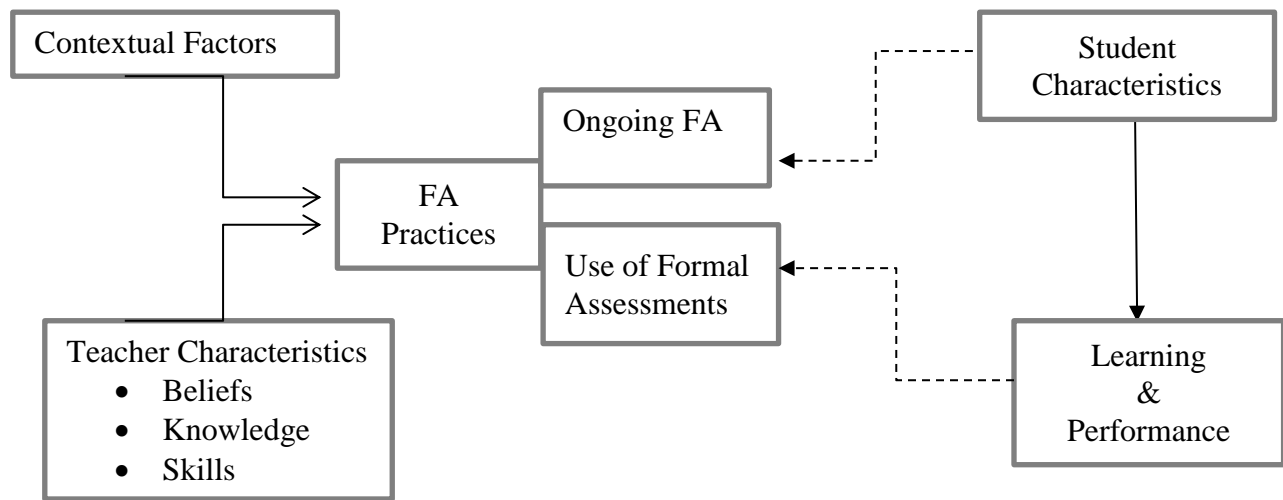 Contextual Factors
Student
Characteristics
Ongoing FA
FA
Practices
Use of Formal
Assessments
Teacher Characteristics
• Beliefs
• Knowledge
• Skills
Learning
&
Performance